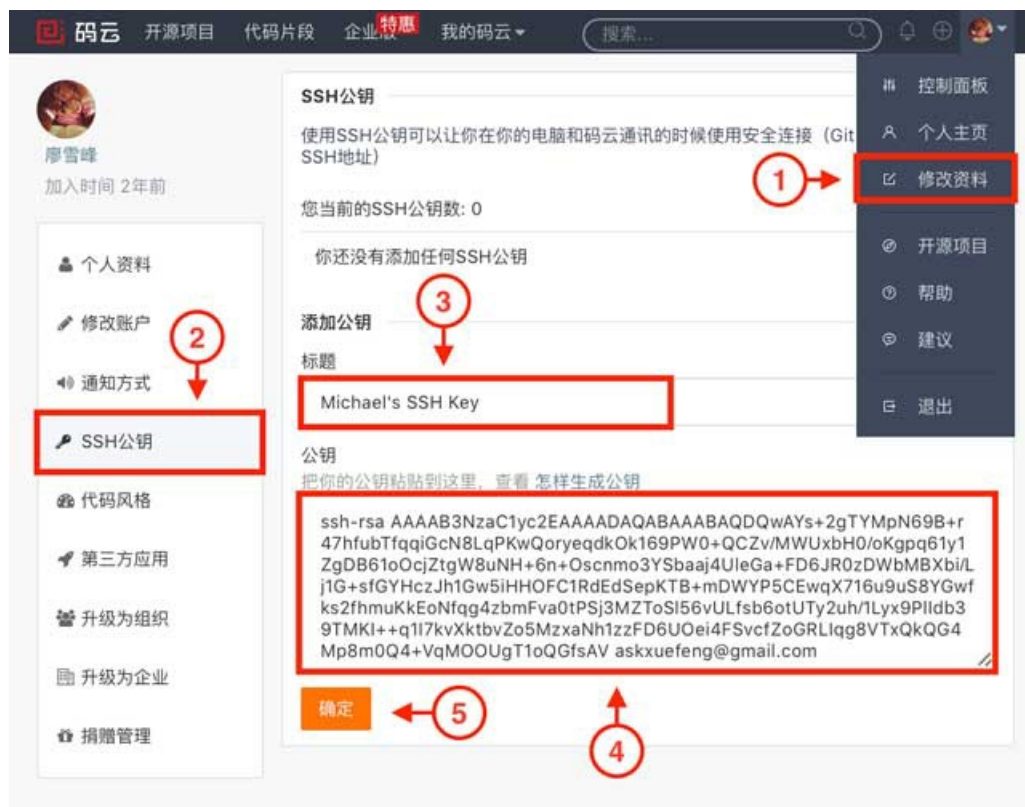 码云 开源项目 代码片段 企业版 特惠 我的码云 搜索...
廖雪峰
加入时间 2年前
个人资料
修改账户
通知方式
SSH公钥
代码风格
第三方应用
升级为组织
升级为企业
捐赠管理
SSH公钥
使用SSH公钥可以让你在你的电脑和码云通讯的时候使用安全连接（Git
SSH地址）
您当前的SSH公钥数: 0
你还没有添加任何SSH公钥
添加公钥
标题
Michael's SSH Key
公钥
把你的公钥粘贴到这里，查看 怎样生成公钥
ssh-rsa AAAAB3NzaC1yc2EAAAADAQABAAABAQDQwAYs+2gTYMpN69B+r
47hfubTfqqiGcN8LqPKwQoryeqdkOk169PW0+QCZv/MWUxbH0/oKgpq61y1
ZgDB61oOcjZtgW8uNH+6n+Oscnmo3YSbaaj4UleGa+FD6JR0zDWbMBXbi/L
j1G+sfGYHczJh1Gw5iHHOFC1RdEdSepKTB+mDWYP5CEwqX716u9uS8YGwf
ks2fhmuKkEoNfqg4zbmFva0tPSj3MZToSl56vULfsb6otUTy2uh/1Lyx9PIldb3
9TMKI++q1I7kvXktbvZo5MzxaNh1zzFD6UOei4FSvcfZoGRLIqg8VTxQkQG4
Mp8m0Q4+VqMOOUgT1oQGfsAV askxuefeng@gmail.com
确定
控制面板
个人主页
修改资料
开源项目
帮助
建议
退出
1
2
3
4
5